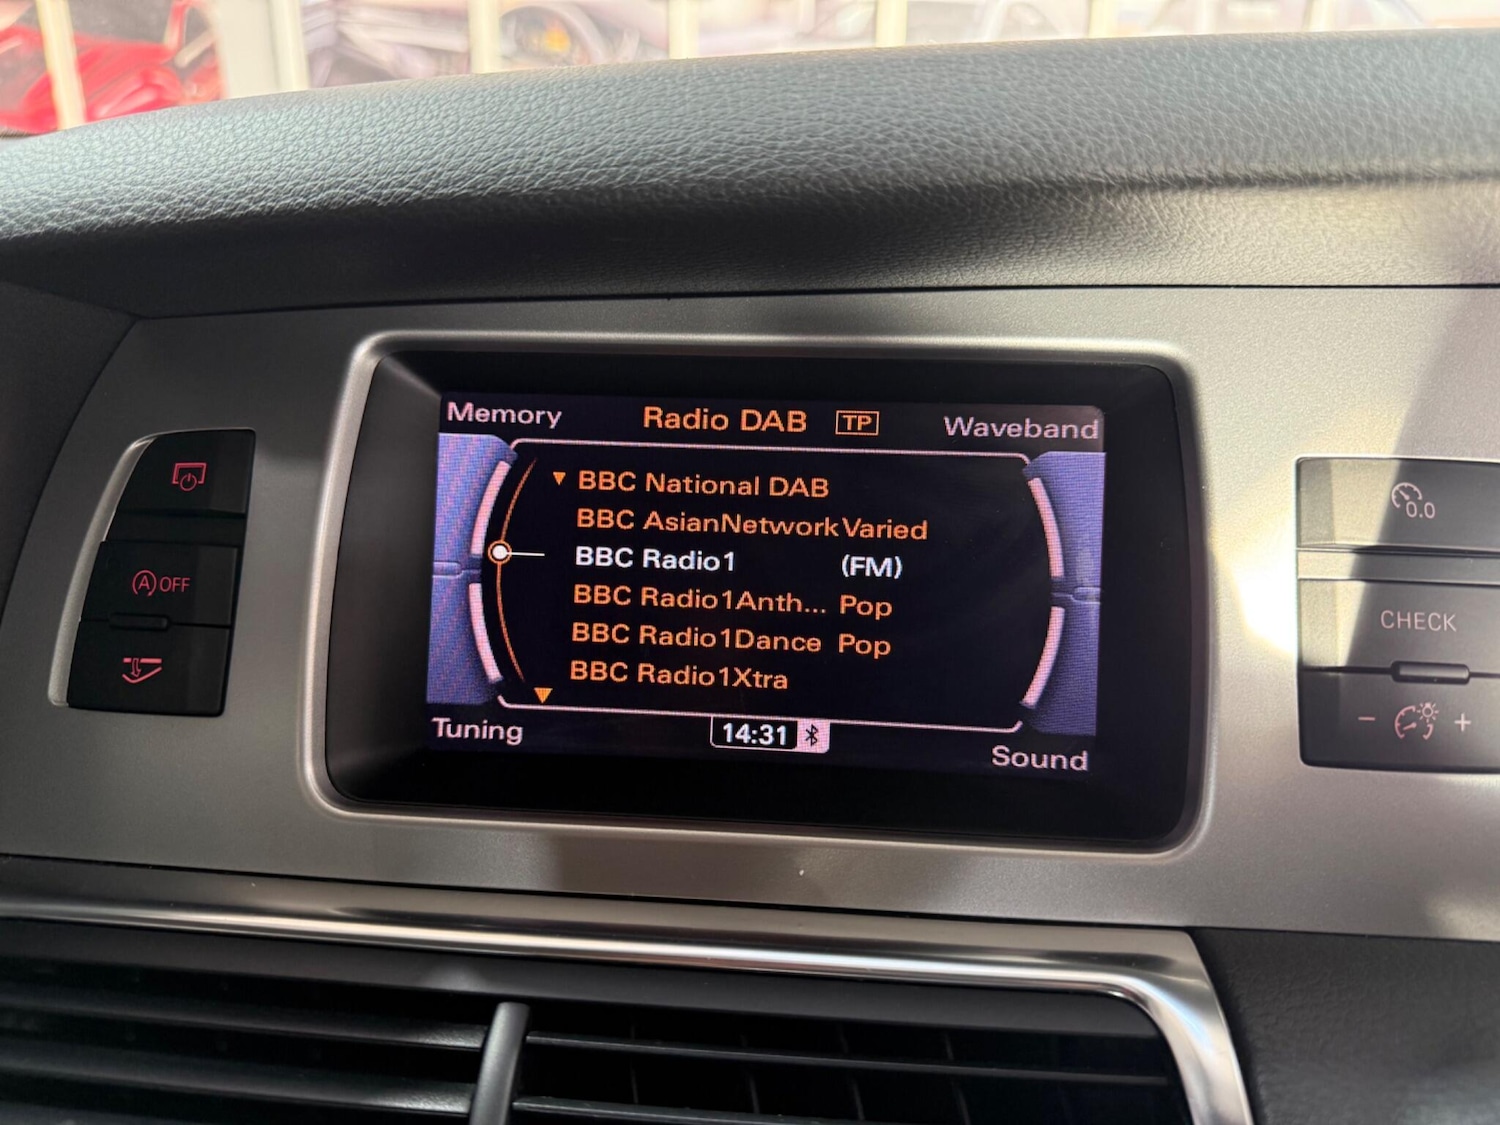 Memory
Radio DAB TP
Waveband
BBC National DAB
BBC AsianNetwork Varied
BBC Radio1 (FM)
BBC Radio1Anth... Pop
BBC Radio1Dance Pop
BBC Radio1Xtra
Tuning
14:31
Sound
A OFF
0.0
CHECK
- +